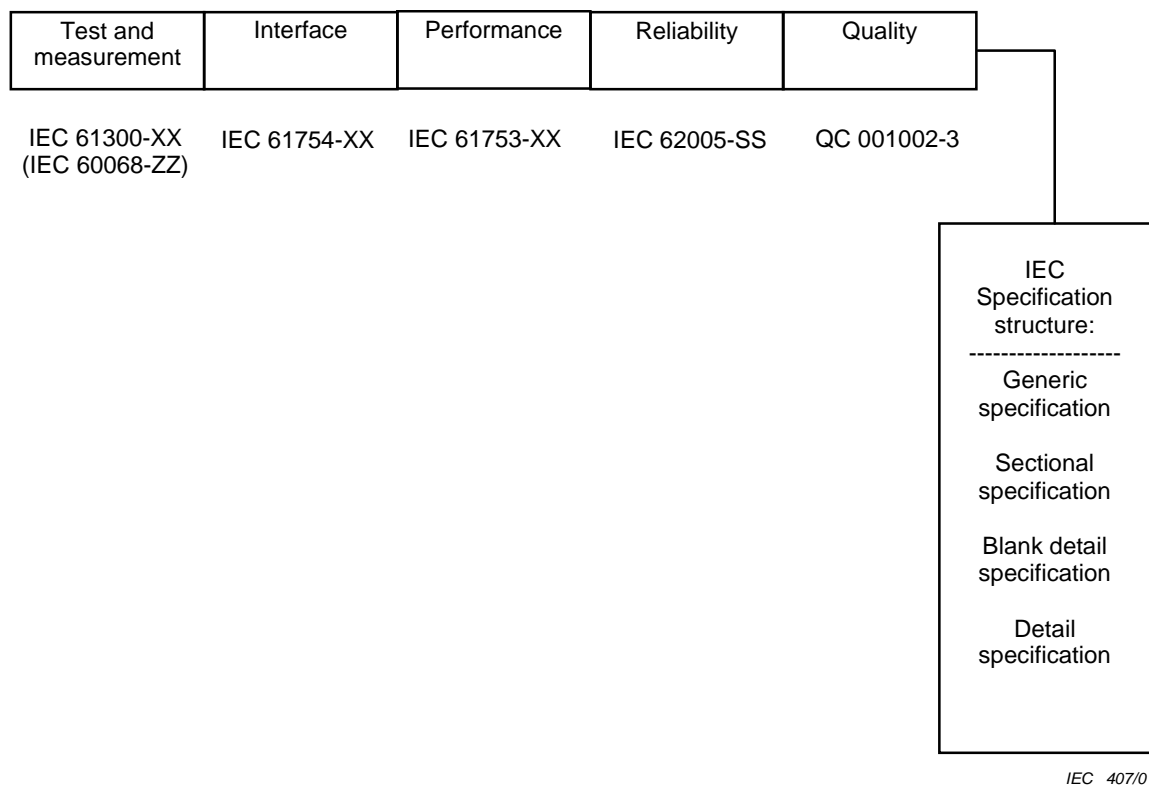 Test and
measurement
Interface
Performance
Reliability
Quality
IEC 61300-XX
(IEC 60068-ZZ)
IEC 61754-XX
IEC 61753-XX
IEC 62005-SS
QC 001002-3
IEC
Specification
structure:
-------------------
Generic
specification
Sectional
specification
Blank detail
specification
Detail
specification
IEC 407/0